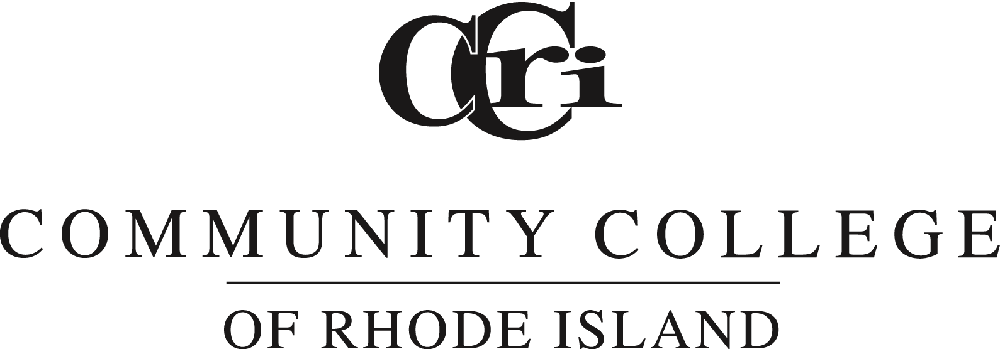 CCri
COMMUNITY COLLEGE
OF RHODE ISLAND